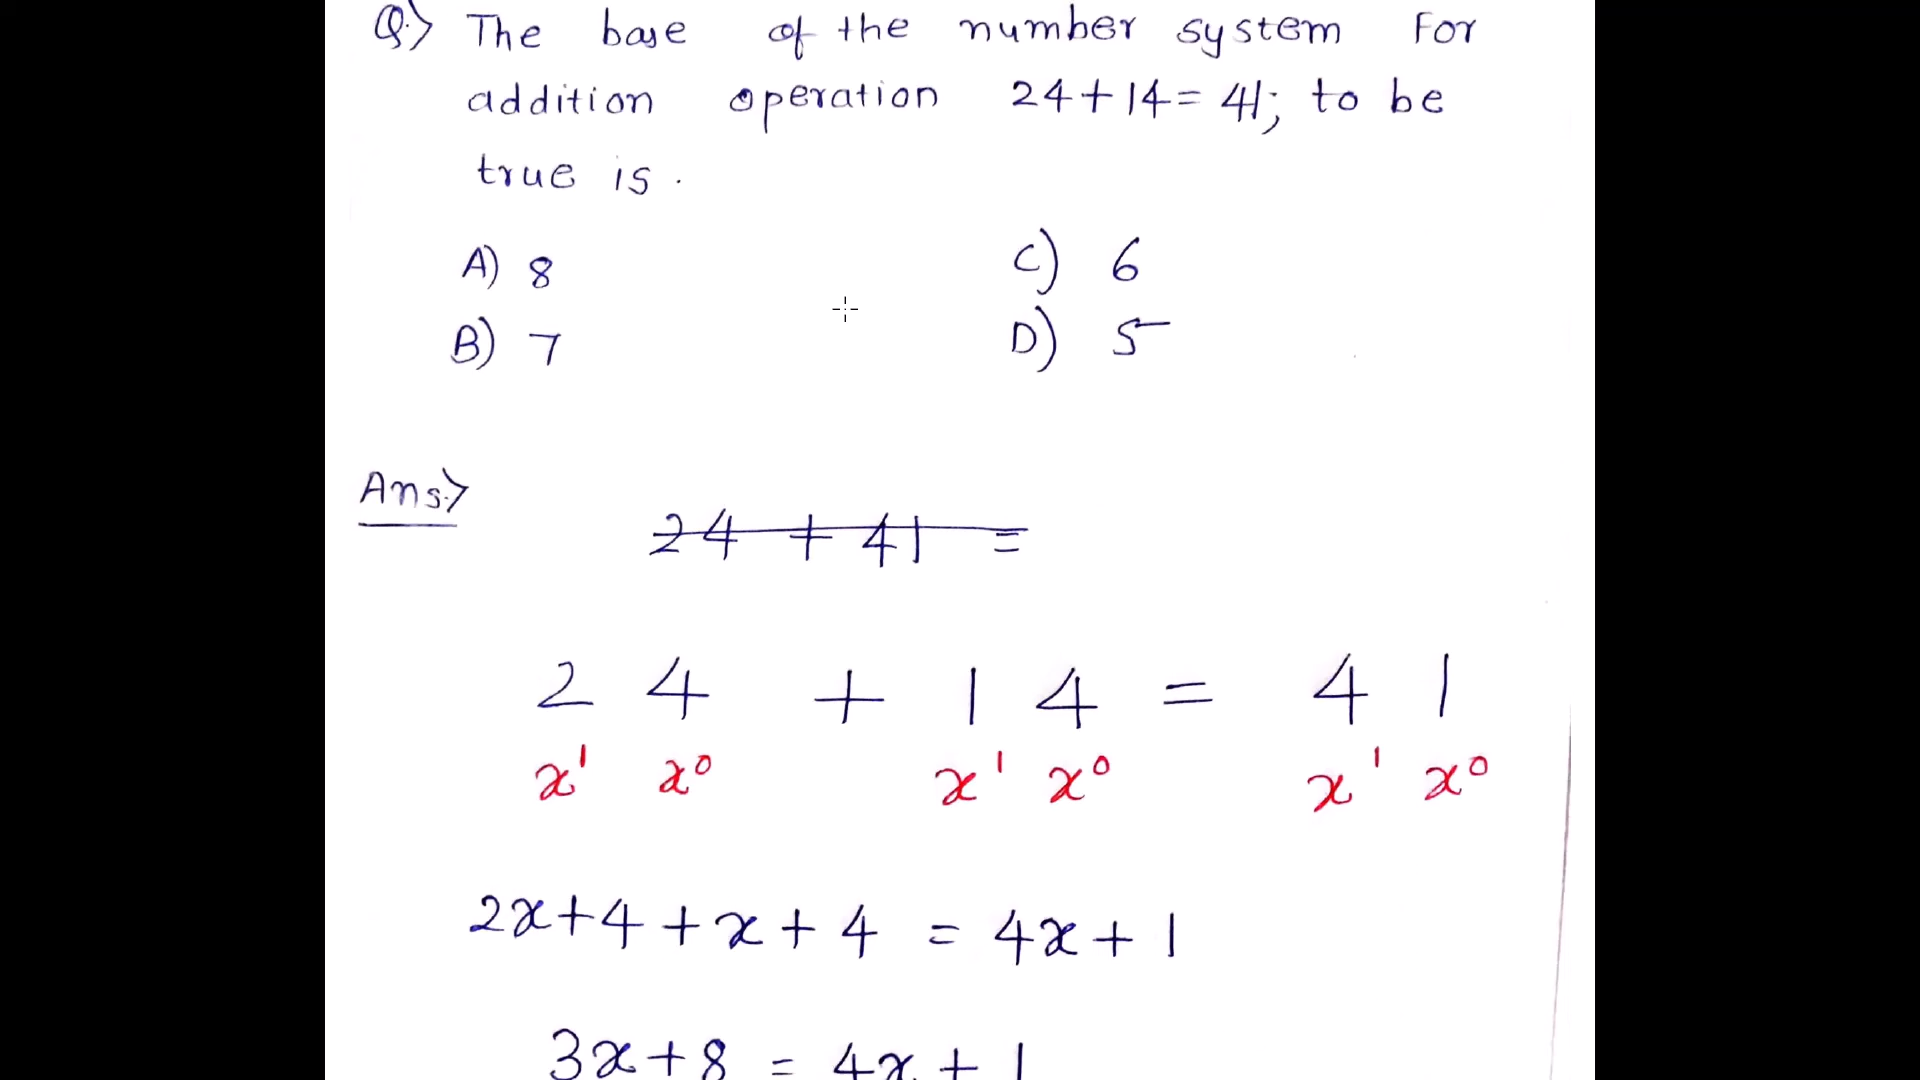 Q.> The base of the number system For
addition operation 24+14=41; to be
true is.
A) 8
C) 6
B) 7
D) 5
Ans.>
24 + 41 =
2 4 + 1 4 = 4 1
x¹ x⁰ x¹ x⁰ x¹ x⁰
2x+4+x+4 = 4x+1
3x+8 = 4x+1